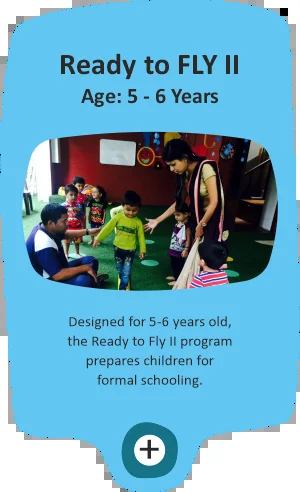 Ready to FLY II
Age: 5 - 6 Years
Designed for 5-6 years old,
the Ready to Fly II program
prepares children for
formal schooling.
+